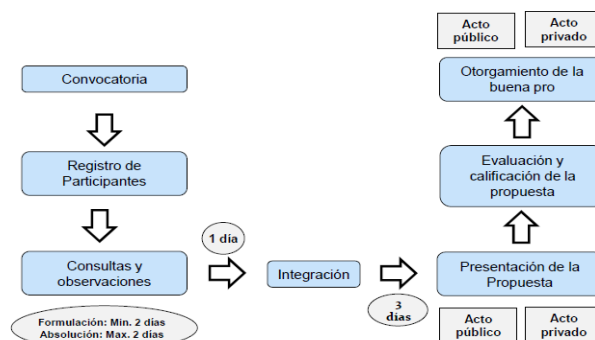 Convocatoria
Registro de
Participantes
Consultas y
observaciones
Formulación: Min. 2 días
Absolución: Max. 2 días
1 día
Integración
3
días
Acto
público
Acto
privado
Otorgamiento de la
buena pro
Evaluación y
calificación de la
propuesta
Presentación de la
Propuesta
Acto
público
Acto
privado